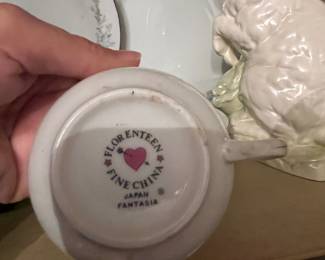 FLORENTEEN
FINE CHINA
JAPAN
®
FANTASIA